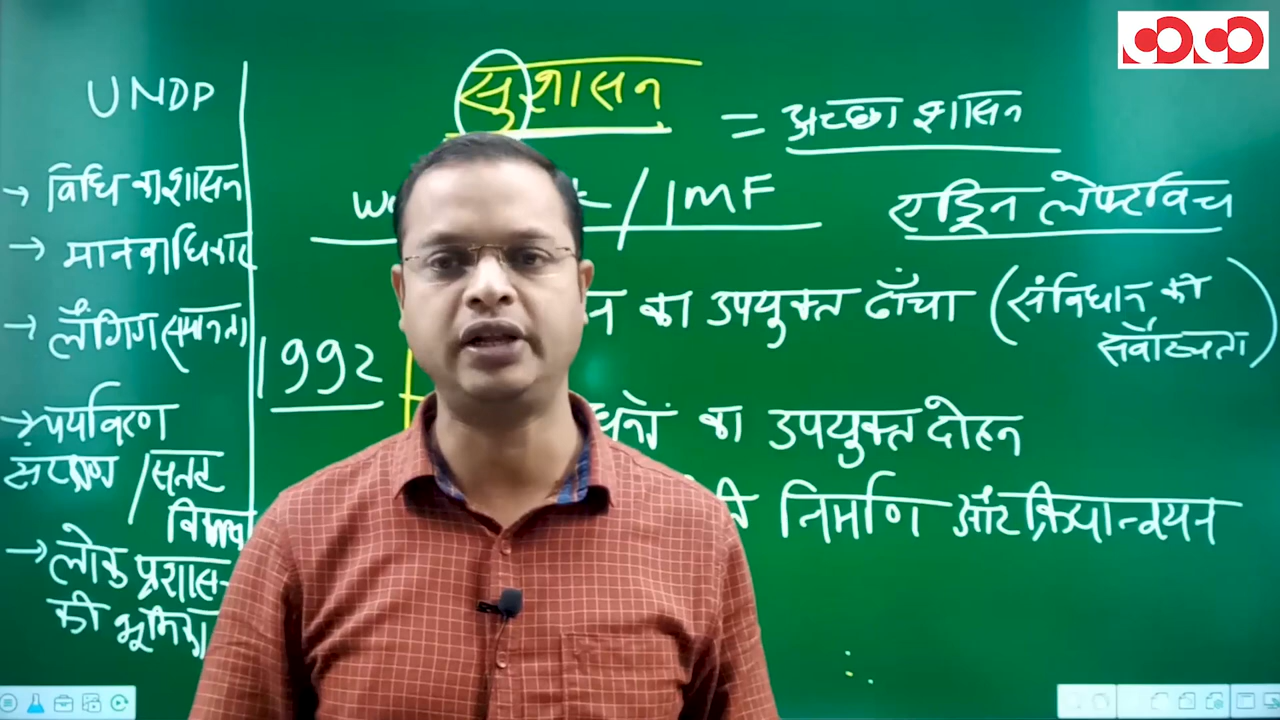 UNDP
→ विधि का शासन
→ मानवाधिकार
→ लैंगिग समानता
→ पर्यावरण
संरक्षण / सतत
विकास
→ लोक प्रशासन
की भूमिका
सुशासन
= अच्छा शासन
/ IMF
एड्रिन लेफ्टविच
1992
का उपयुक्त ढाँचा (संविधान की
सर्वोच्चता)
का उपयुक्त दोहन
निर्माण और क्रियान्वयन